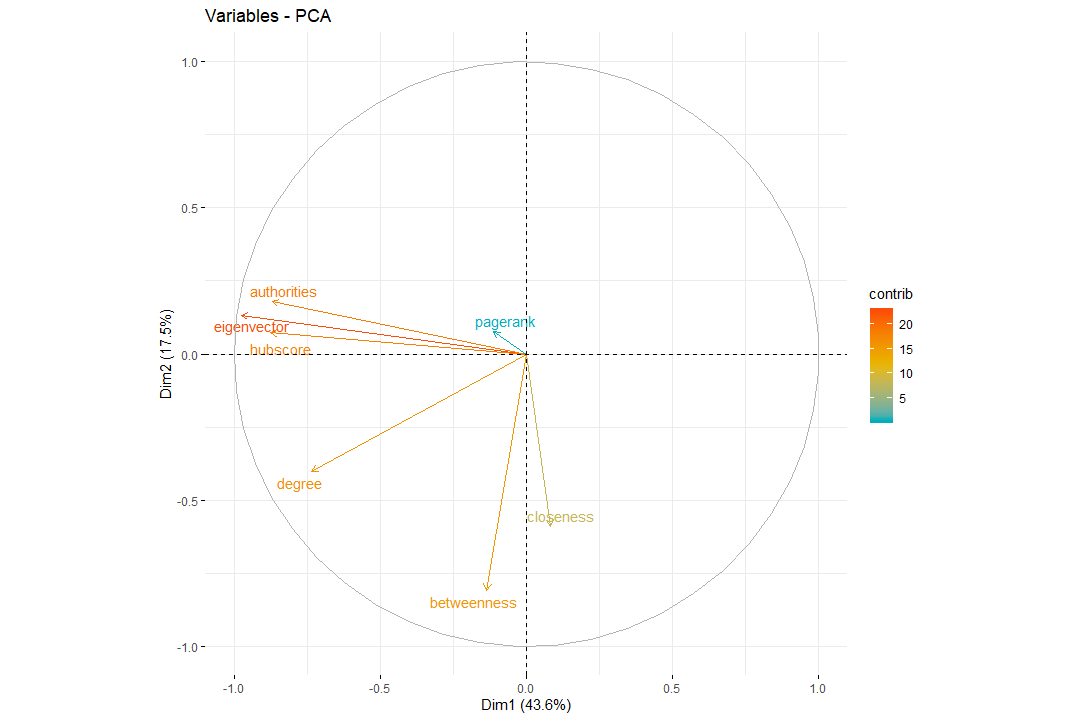 Variables - PCA
1.0
0.5
0.0
-0.5
-1.0
Dim2 (17.5%)
authorities
eigenvector
pagerank
hubscore
degree
closeness
betweenness
-1.0
-0.5
0.0
0.5
1.0
Dim1 (43.6%)
contrib
20
15
10
5